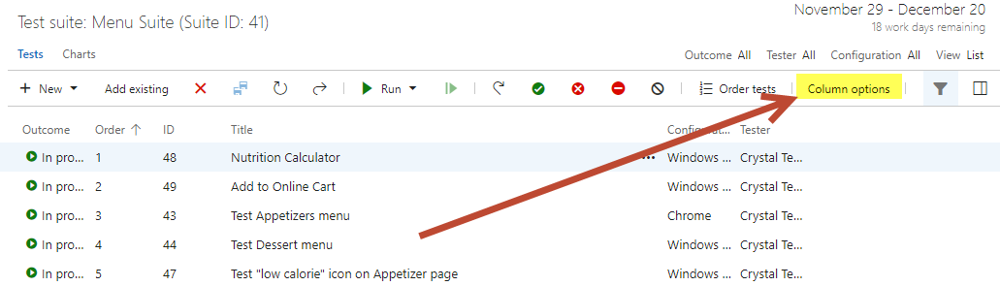 Test suite: Menu Suite (Suite ID: 41)
November 29 - December 20
18 work days remaining
Tests Charts
Outcome All Tester All Configuration All View List
New Add existing Run Order tests Column options
Outcome Order ID Title Configurat... Tester
In pro... 1 48 Nutrition Calculator ... Windows ... Crystal Te...
In pro... 2 49 Add to Online Cart Windows ... Crystal Te...
In pro... 3 43 Test Appetizers menu Chrome Crystal Te...
In pro... 4 44 Test Dessert menu Windows ... Crystal Te...
In pro... 5 47 Test "low calorie" icon on Appetizer page Windows ... Crystal Te...